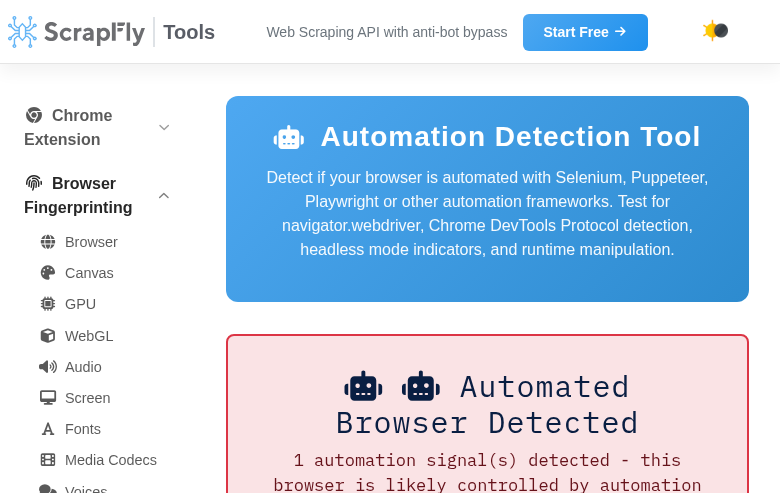 ScrapFly Tools
Web Scraping API with anti-bot bypass
Start Free
Chrome
Extension
Browser
Fingerprinting
Browser
Canvas
GPU
WebGL
Audio
Screen
Fonts
Media Codecs
Voices
Automation Detection Tool
Detect if your browser is automated with Selenium, Puppeteer,
Playwright or other automation frameworks. Test for
navigator.webdriver, Chrome DevTools Protocol detection,
headless mode indicators, and runtime manipulation.
Automated
Browser Detected
1 automation signal(s) detected - this
browser is likely controlled by automation